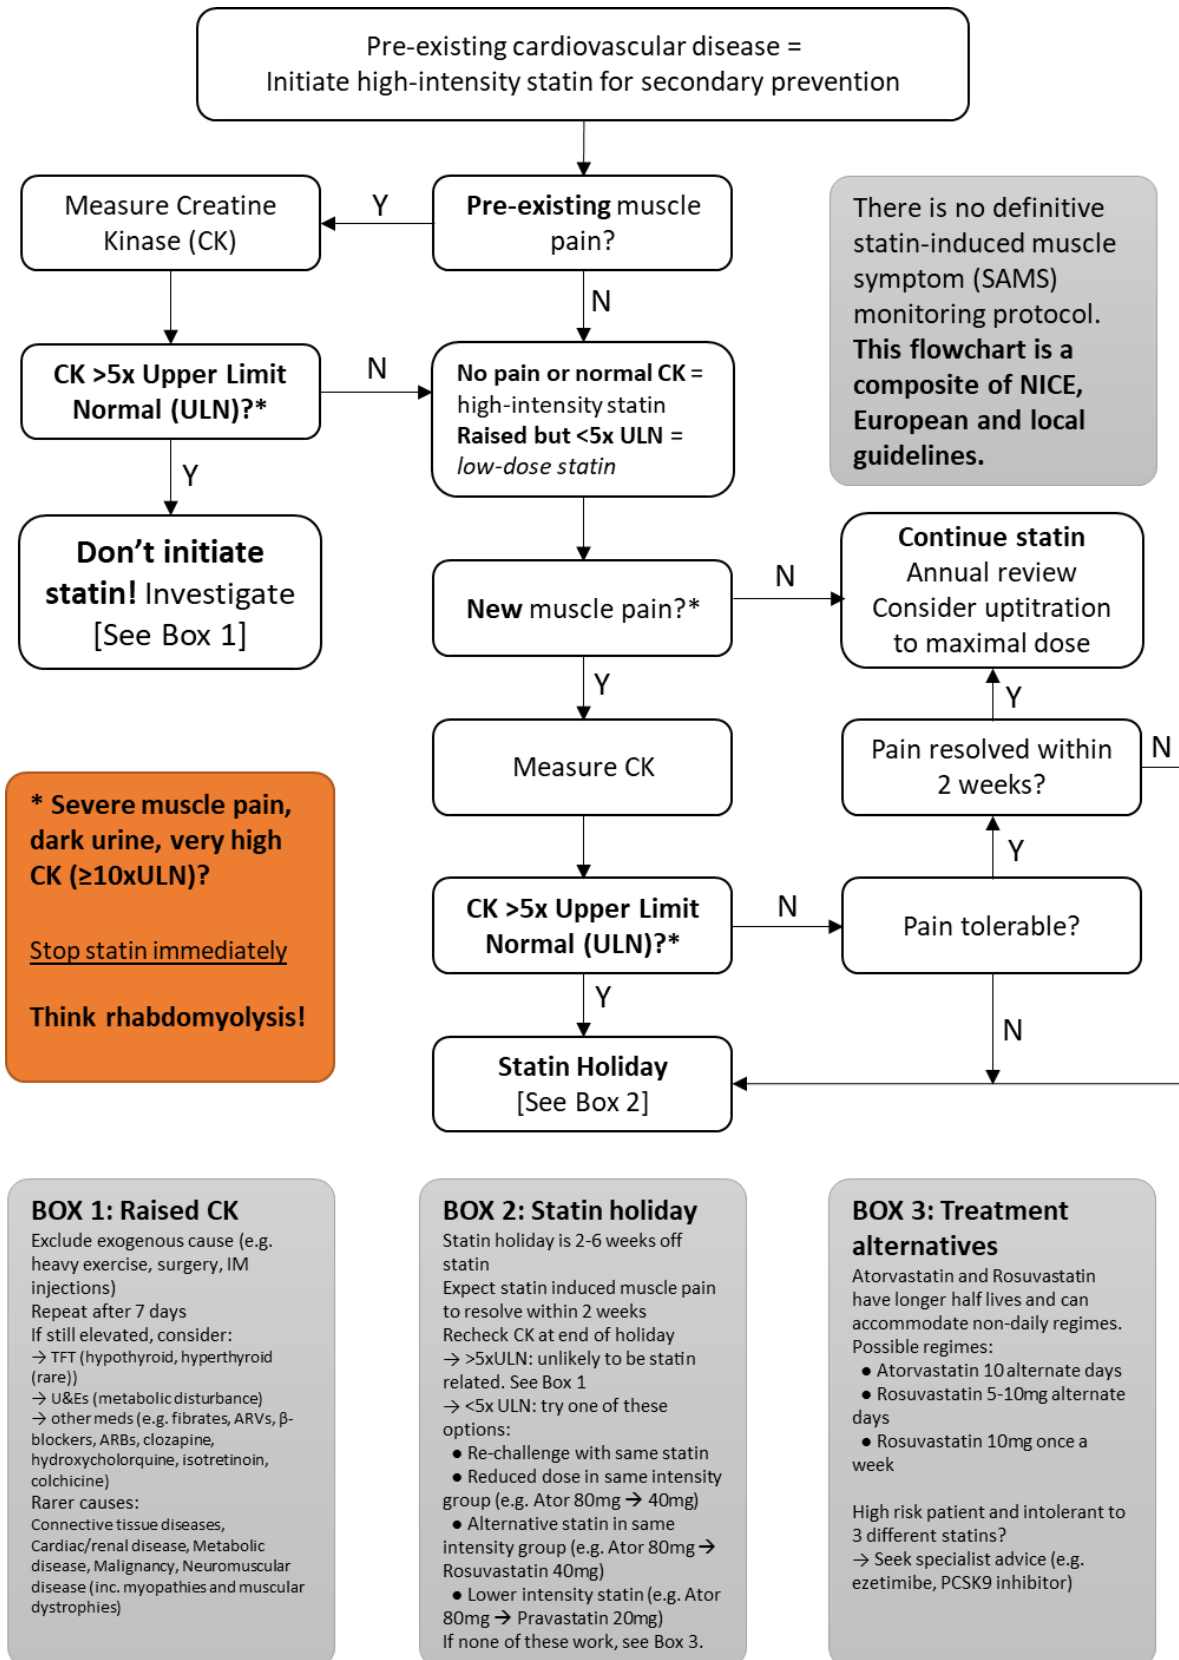 Pre-existing cardiovascular disease =
Initiate high-intensity statin for secondary prevention
Measure Creatine
Kinase (CK)
Y
Pre-existing muscle
pain?
N
There is no definitive
statin-induced muscle
symptom (SAMS)
monitoring protocol.
This flowchart is a
composite of NICE,
European and local
guidelines.
CK >5x Upper Limit
Normal (ULN)?*
N
No pain or normal CK =
high-intensity statin
Raised but <5x ULN =
low-dose statin
Y
Don't initiate
statin! Investigate
[See Box 1]
New muscle pain?*
N
Continue statin
Annual review
Consider uptitration
to maximal dose
Y
Y
Measure CK
Pain resolved within
2 weeks?
N
* Severe muscle pain,
dark urine, very high
CK (≥10xULN)?
Stop statin immediately
Think rhabdomyolysis!
Y
CK >5x Upper Limit
Normal (ULN)?*
N
Pain tolerable?
Y
N
Statin Holiday
[See Box 2]
BOX 1: Raised CK
Exclude exogenous cause (e.g.
heavy exercise, surgery, IM
injections)
Repeat after 7 days
If still elevated, consider:
→ TFT (hypothyroid, hyperthyroid
(rare))
→ U&Es (metabolic disturbance)
→ other meds (e.g. fibrates, ARVs, β-
blockers, ARBs, clozapine,
hydroxycholorquine, isotretinoin,
colchicine)
Rarer causes:
Connective tissue diseases,
Cardiac/renal disease, Metabolic
disease, Malignancy, Neuromuscular
disease (inc. myopathies and muscular
dystrophies)
BOX 2: Statin holiday
Statin holiday is 2-6 weeks off
statin
Expect statin induced muscle pain
to resolve within 2 weeks
Recheck CK at end of holiday
→ >5xULN: unlikely to be statin
related. See Box 1
→ <5x ULN: try one of these
options:
● Re-challenge with same statin
● Reduced dose in same intensity
group (e.g. Ator 80mg → 40mg)
● Alternative statin in same
intensity group (e.g. Ator 80mg →
Rosuvastatin 40mg)
● Lower intensity statin (e.g. Ator
80mg → Pravastatin 20mg)
If none of these work, see Box 3.
BOX 3: Treatment
alternatives
Atorvastatin and Rosuvastatin
have longer half lives and can
accommodate non-daily regimes.
Possible regimes:
● Atorvastatin 10 alternate days
● Rosuvastatin 5-10mg alternate
days
● Rosuvastatin 10mg once a
week
High risk patient and intolerant to
3 different statins?
→ Seek specialist advice (e.g.
ezetimibe, PCSK9 inhibitor)